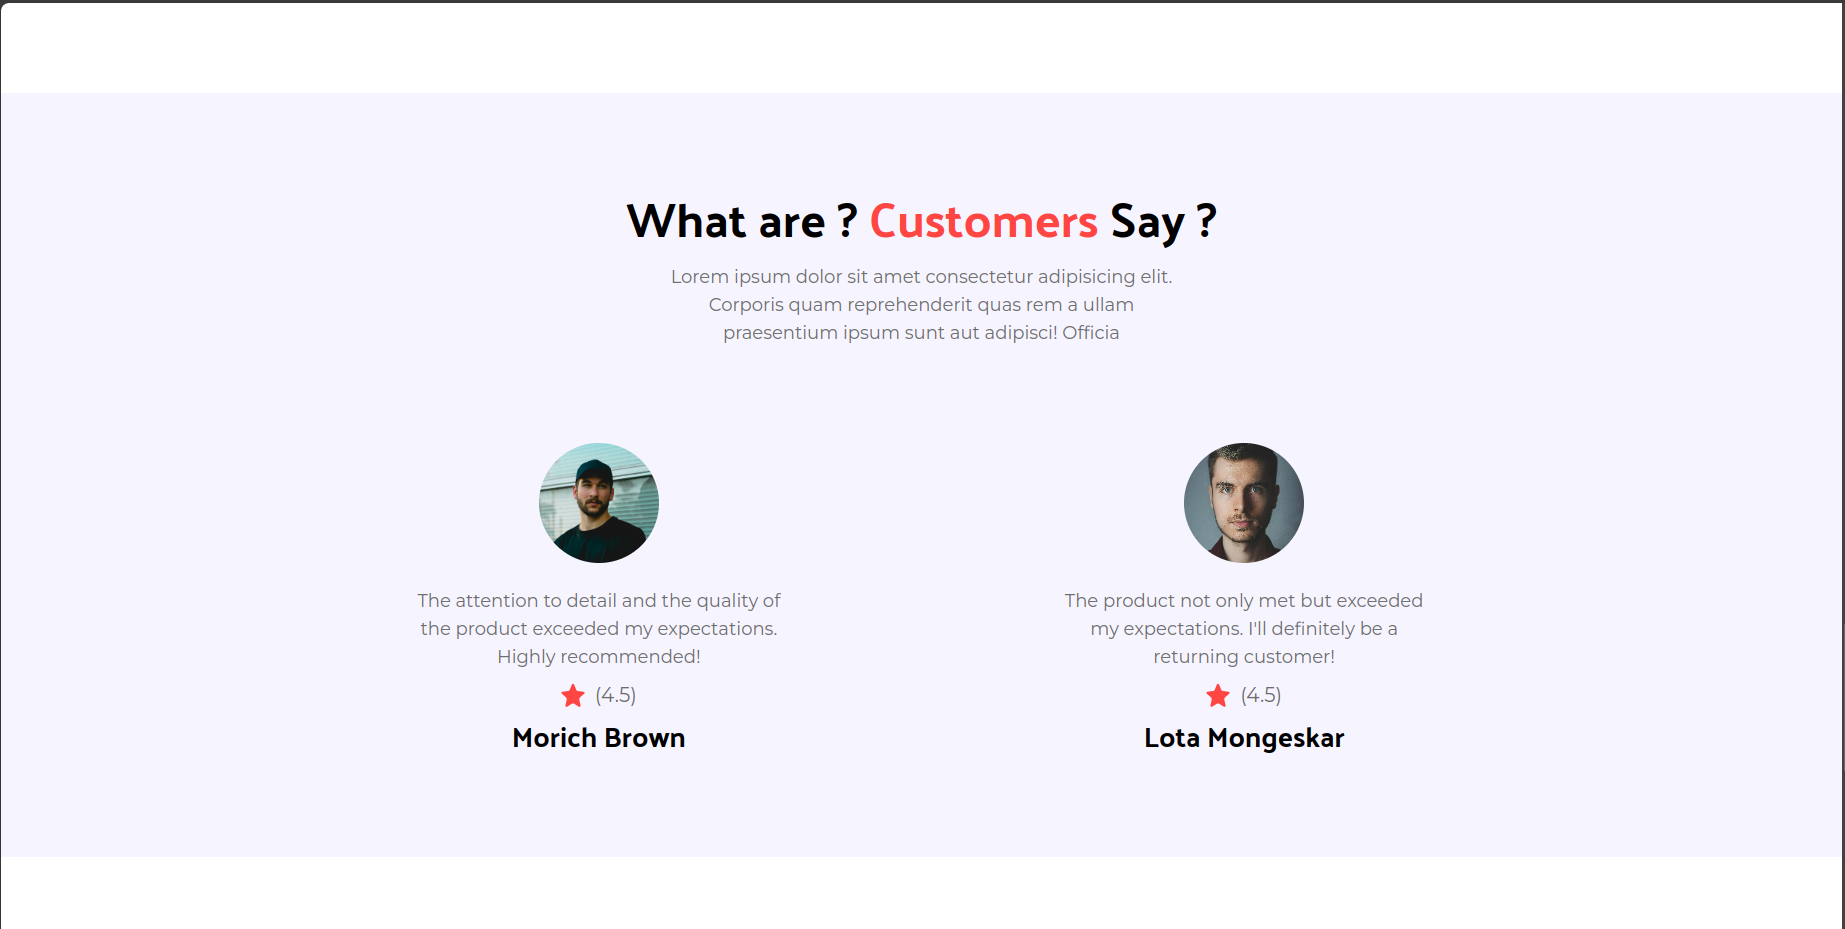 What are ? Customers Say ?
Lorem ipsum dolor sit amet consectetur adipisicing elit.
Corporis quam reprehenderit quas rem a ullam
praesentium ipsum sunt aut adipisci! Officia
The attention to detail and the quality of
the product exceeded my expectations.
Highly recommended!
(4.5)
Morich Brown
The product not only met but exceeded
my expectations. I'll definitely be a
returning customer!
(4.5)
Lota Mongeskar